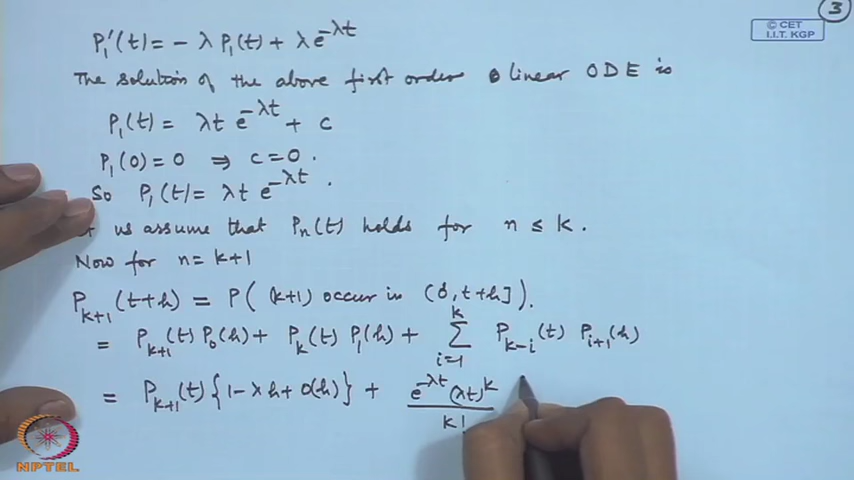 3
© CET
I.I.T. KGP
P₁'(t) = - λ P₁(t) + λ e^{-λt}
The solution of the above first order linear ODE is
P₁(t) = λt e^{-λt} + c
P₁(0) = 0 ⇒ c = 0.
So P₁(t) = λt e^{-λt}.
us assume that Pₙ(t) holds for n ≤ k.
Now for n = k+1
P_{k+1}(t+h) = P( (k+1) occur in (0, t+h] ).
= P_{k+1}(t) P₀(h) + P_k(t) P₁(h) + \sum_{i=1}^{k} P_{k-i}(t) P_{i+1}(h)
= P_{k+1}(t) {1 - λh + o(h)} + \frac{e^{-λt} (λt)^k}{k!}
NPTEL